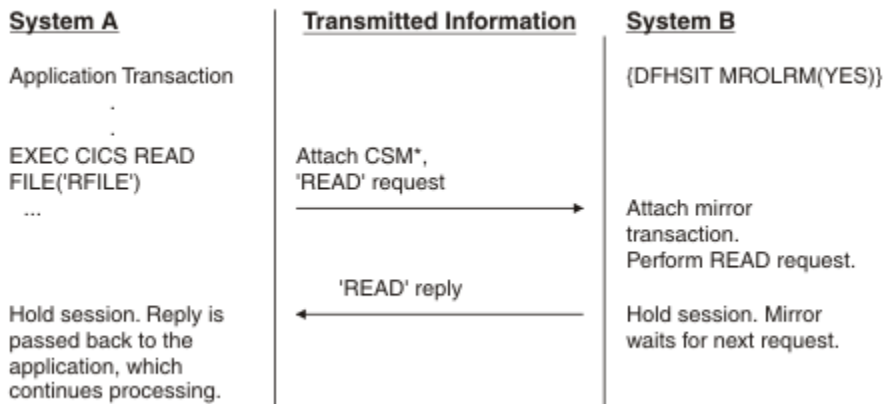 System A
Transmitted Information
System B
Application Transaction
{DFHSIT MROLRM(YES)}
.
.
EXEC CICS READ
FILE('RFILE')
...
Attach CSM*,
'READ' request
Attach mirror
transaction.
Perform READ request.
'READ' reply
Hold session. Reply is
passed back to the
application, which
continues processing.
Hold session. Mirror
waits for next request.